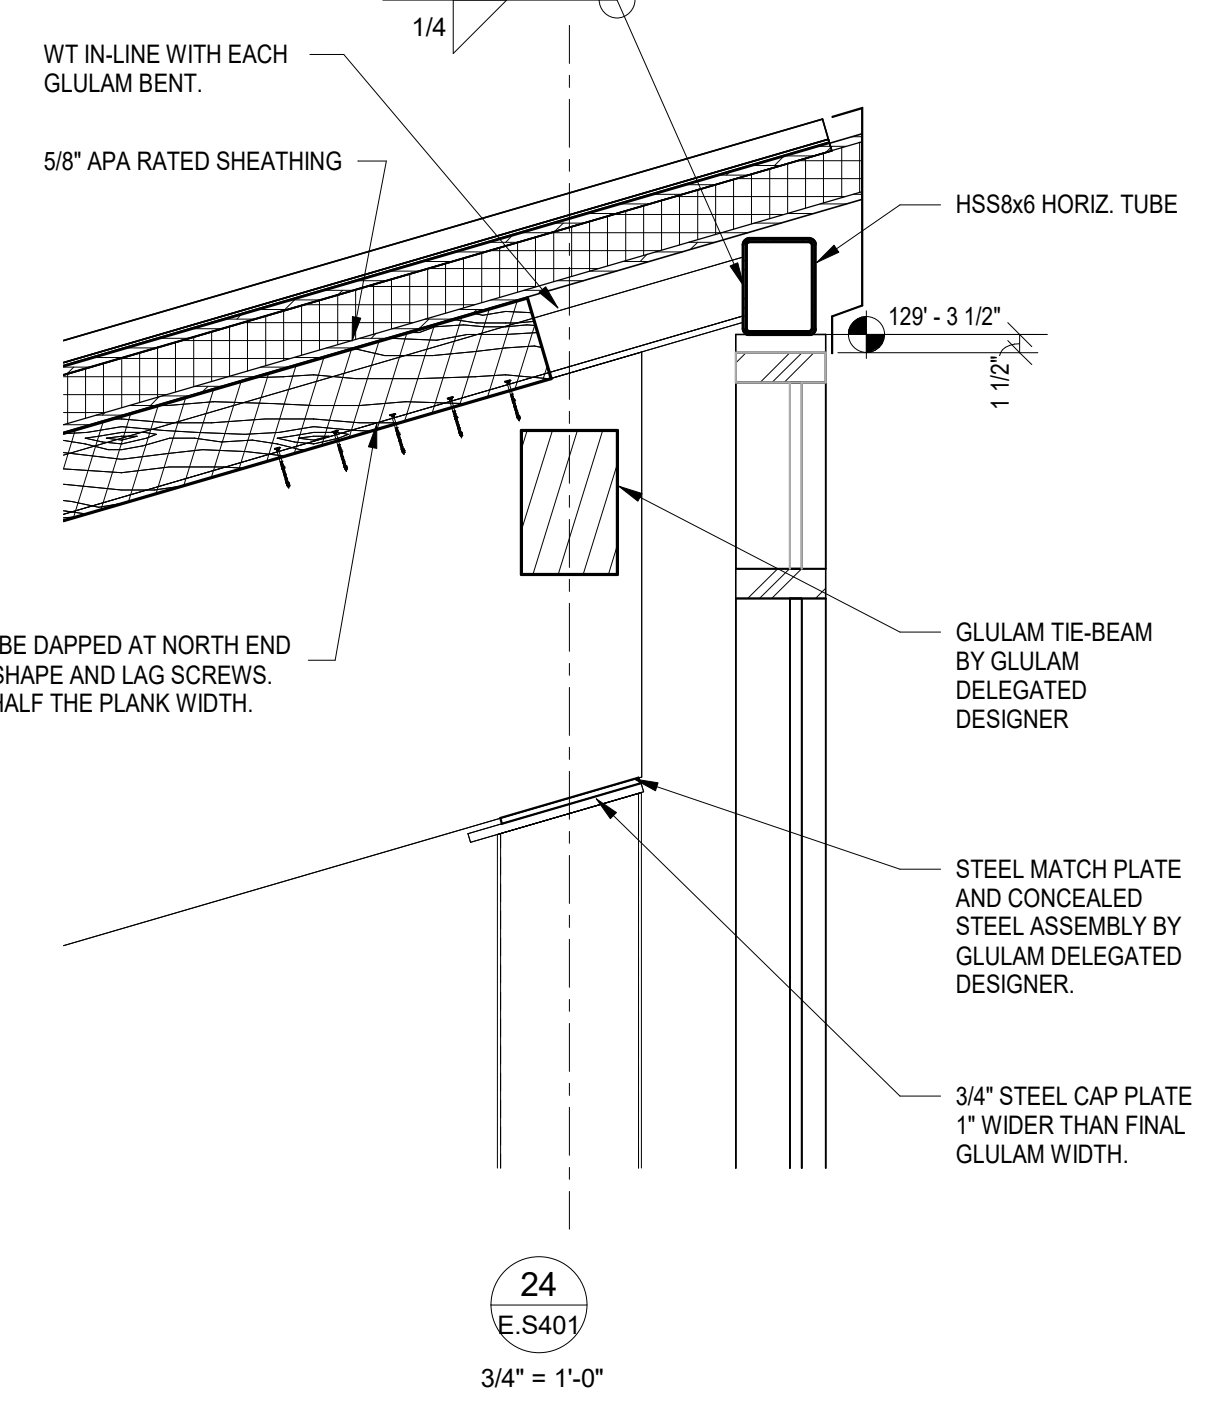 1/4
WT IN-LINE WITH EACH
GLULAM BENT.
5/8" APA RATED SHEATHING
HSS8x6 HORIZ. TUBE
129' - 3 1/2"
1 1/2"
BE DAPPED AT NORTH END
SHAPE AND LAG SCREWS.
HALF THE PLANK WIDTH.
GLULAM TIE-BEAM
BY GLULAM
DELEGATED
DESIGNER
STEEL MATCH PLATE
AND CONCEALED
STEEL ASSEMBLY BY
GLULAM DELEGATED
DESIGNER.
3/4" STEEL CAP PLATE
1" WIDER THAN FINAL
GLULAM WIDTH.
24
E.S401
3/4" = 1'-0"